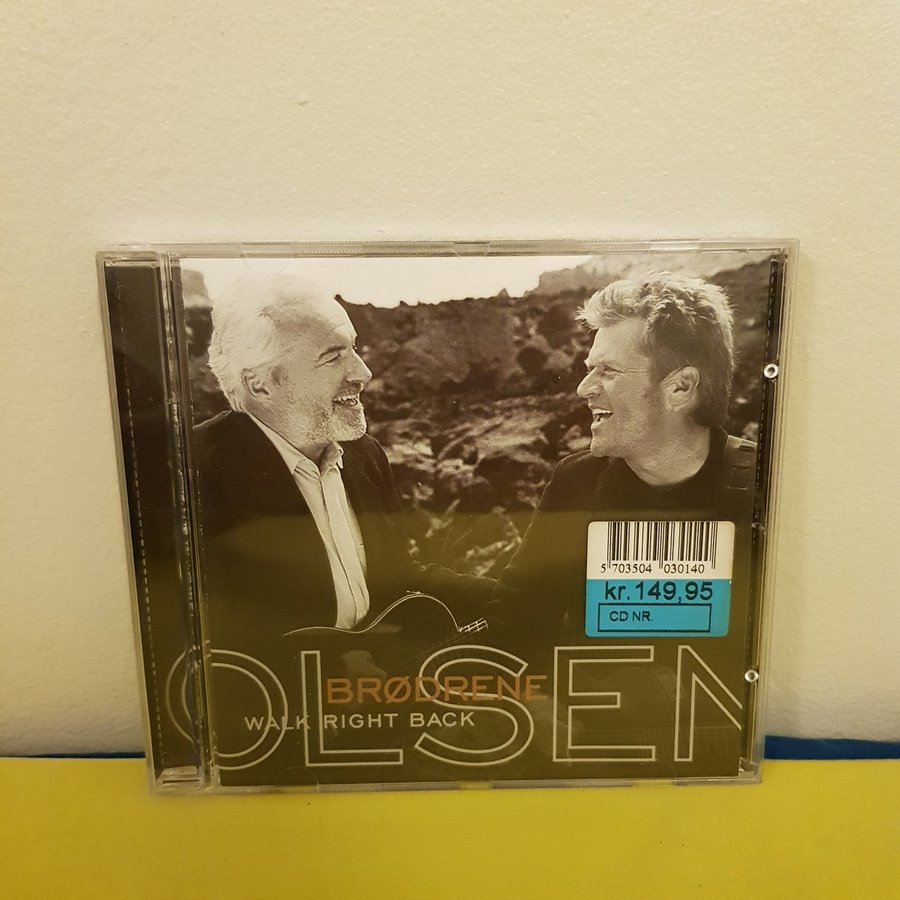 5 703504 030140
kr. 149,95
CD NR.
OLSEN
BRØDRENE
WALK RIGHT BACK